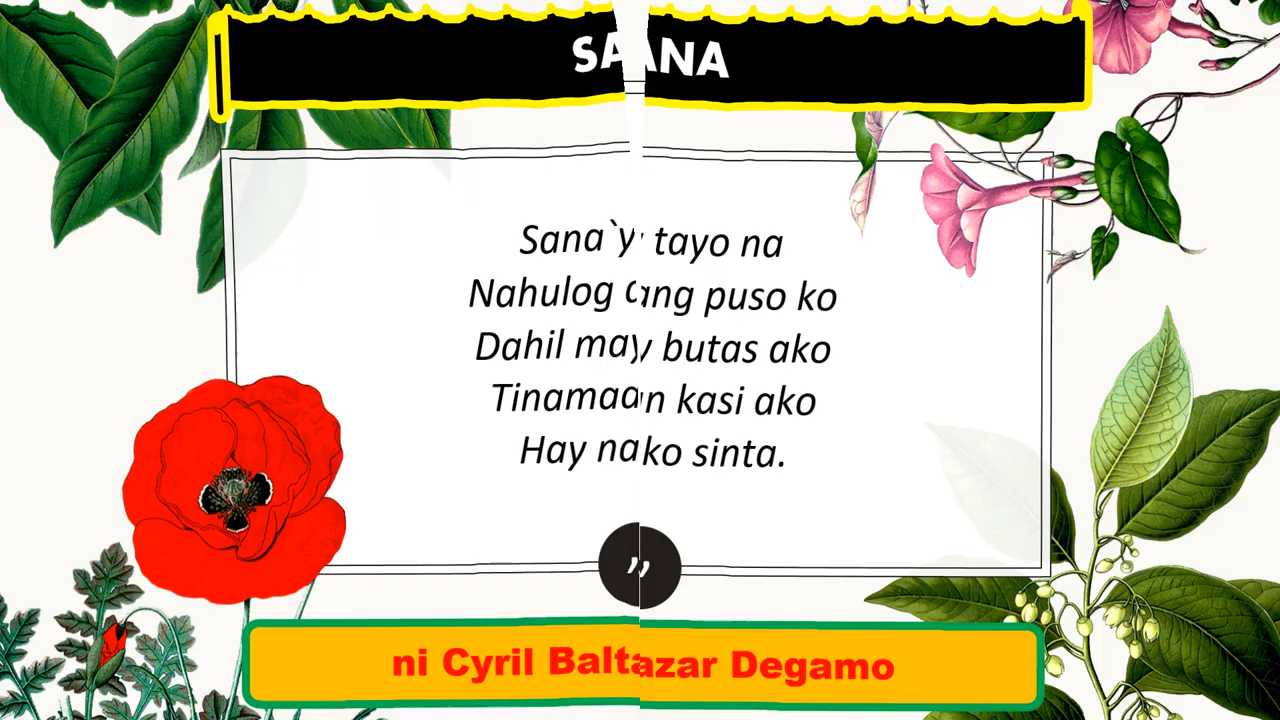 SANA
Sana`y tayo na
Nahulog ang puso ko
Dahil may butas ako
Tinamaan kasi ako
Hay nako sinta.
”
ni Cyril Baltazar Degamo